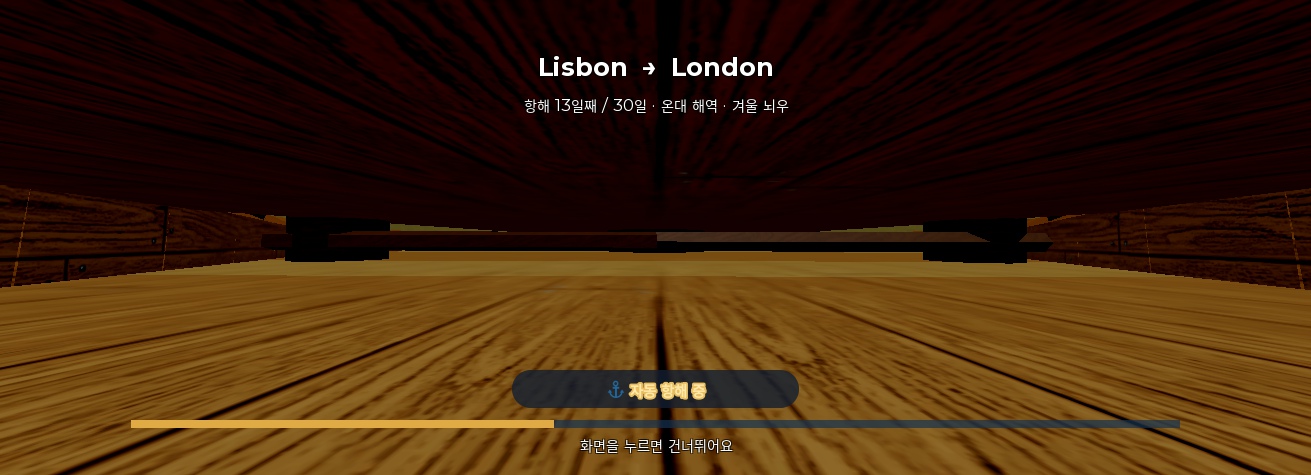 Lisbon → London
항해 13일째 / 30일 · 온대 해역 · 겨울 뇌우
⚓ 자동 항해 중
화면을 누르면 건너뛰어요